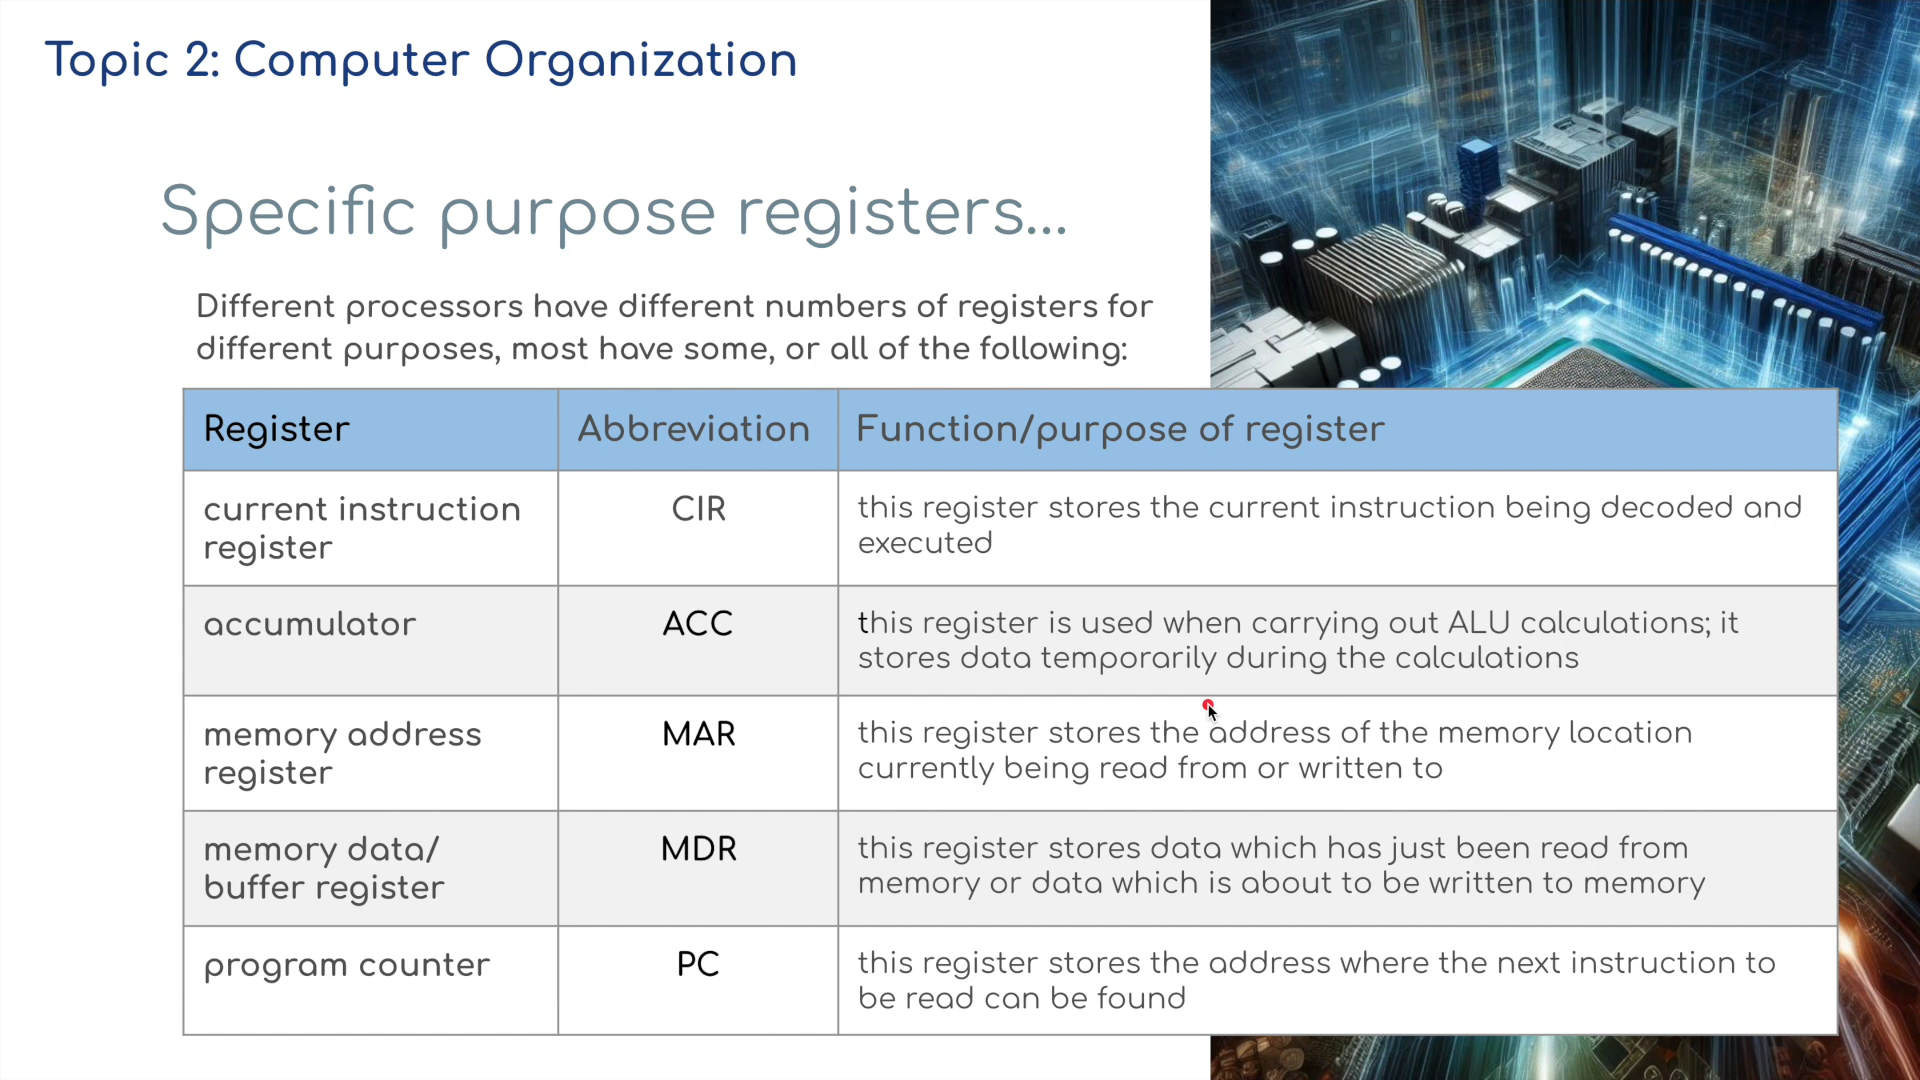 Topic 2: Computer Organization
Specific purpose registers...
Different processors have different numbers of registers for
different purposes, most have some, or all of the following:
Register Abbreviation Function/purpose of register
current instruction
register
CIR
this register stores the current instruction being decoded and
executed
accumulator
ACC
this register is used when carrying out ALU calculations; it
stores data temporarily during the calculations
memory address
register
MAR
this register stores the address of the memory location
currently being read from or written to
memory data/
buffer register
MDR
this register stores data which has just been read from
memory or data which is about to be written to memory
program counter
PC
this register stores the address where the next instruction to
be read can be found